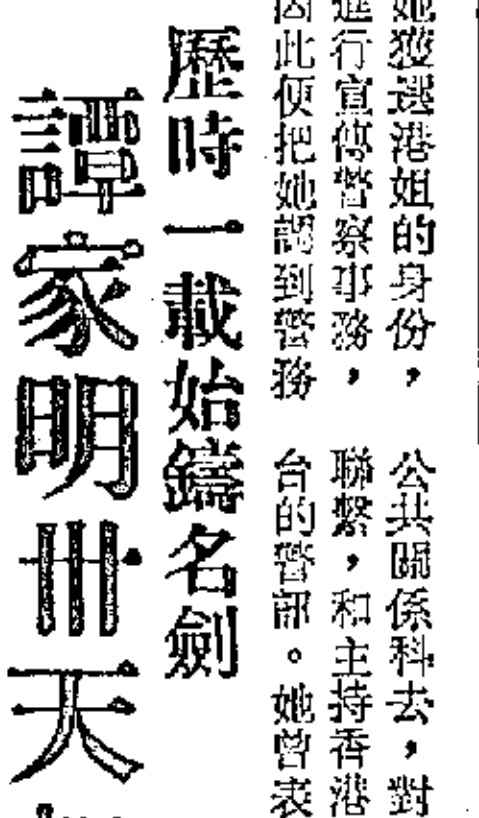 她獲選港姐的身份，
進行宣傳警察事務，
因此便把她調到警務
公共關係科去，對
聯繫，和主持香港
台的警部。她曾表
歷時一載始鑄名劍
譚家明卅天